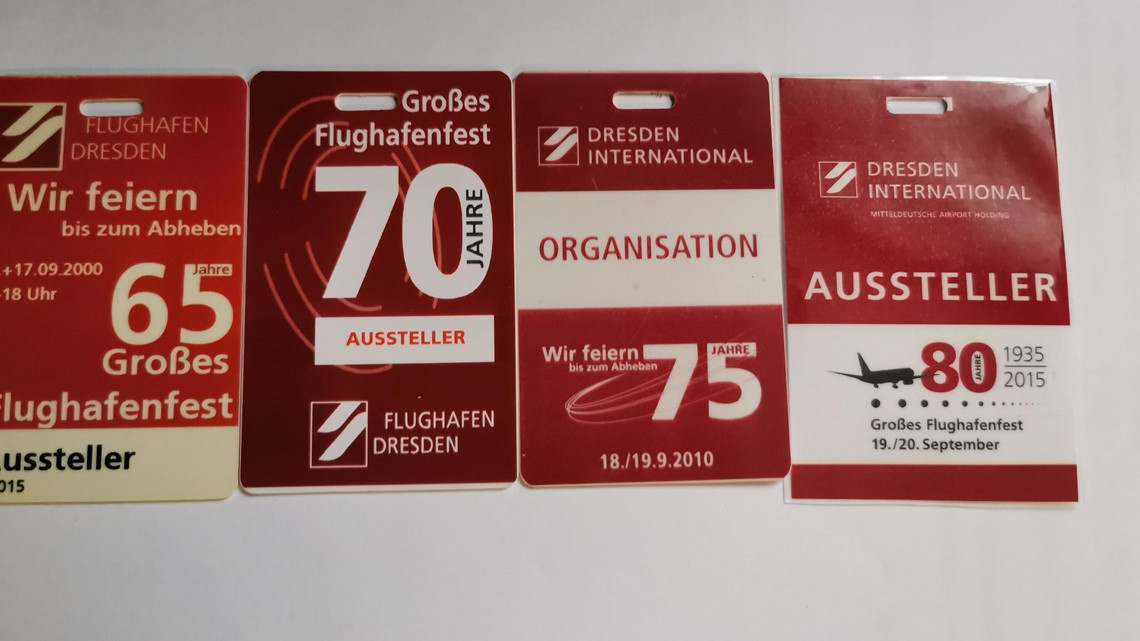 FLUGHAFEN
DRESDEN
Wir feiern
bis zum Abheben
.+17.09.2000
-18 Uhr
65
Jahre
Großes
Flughafenfest
Aussteller
015
Großes
Flughafenfest
70
JAHRE
AUSSTELLER
FLUGHAFEN
DRESDEN
DRESDEN
INTERNATIONAL
ORGANISATION
Wir feiern
bis zum Abheben
75
JAHRE
18./19.9.2010
DRESDEN
INTERNATIONAL
MITTELDEUTSCHE AIRPORT HOLDING
AUSSTELLER
80
JAHRE
1935
2015
Großes Flughafenfest
19./20. September